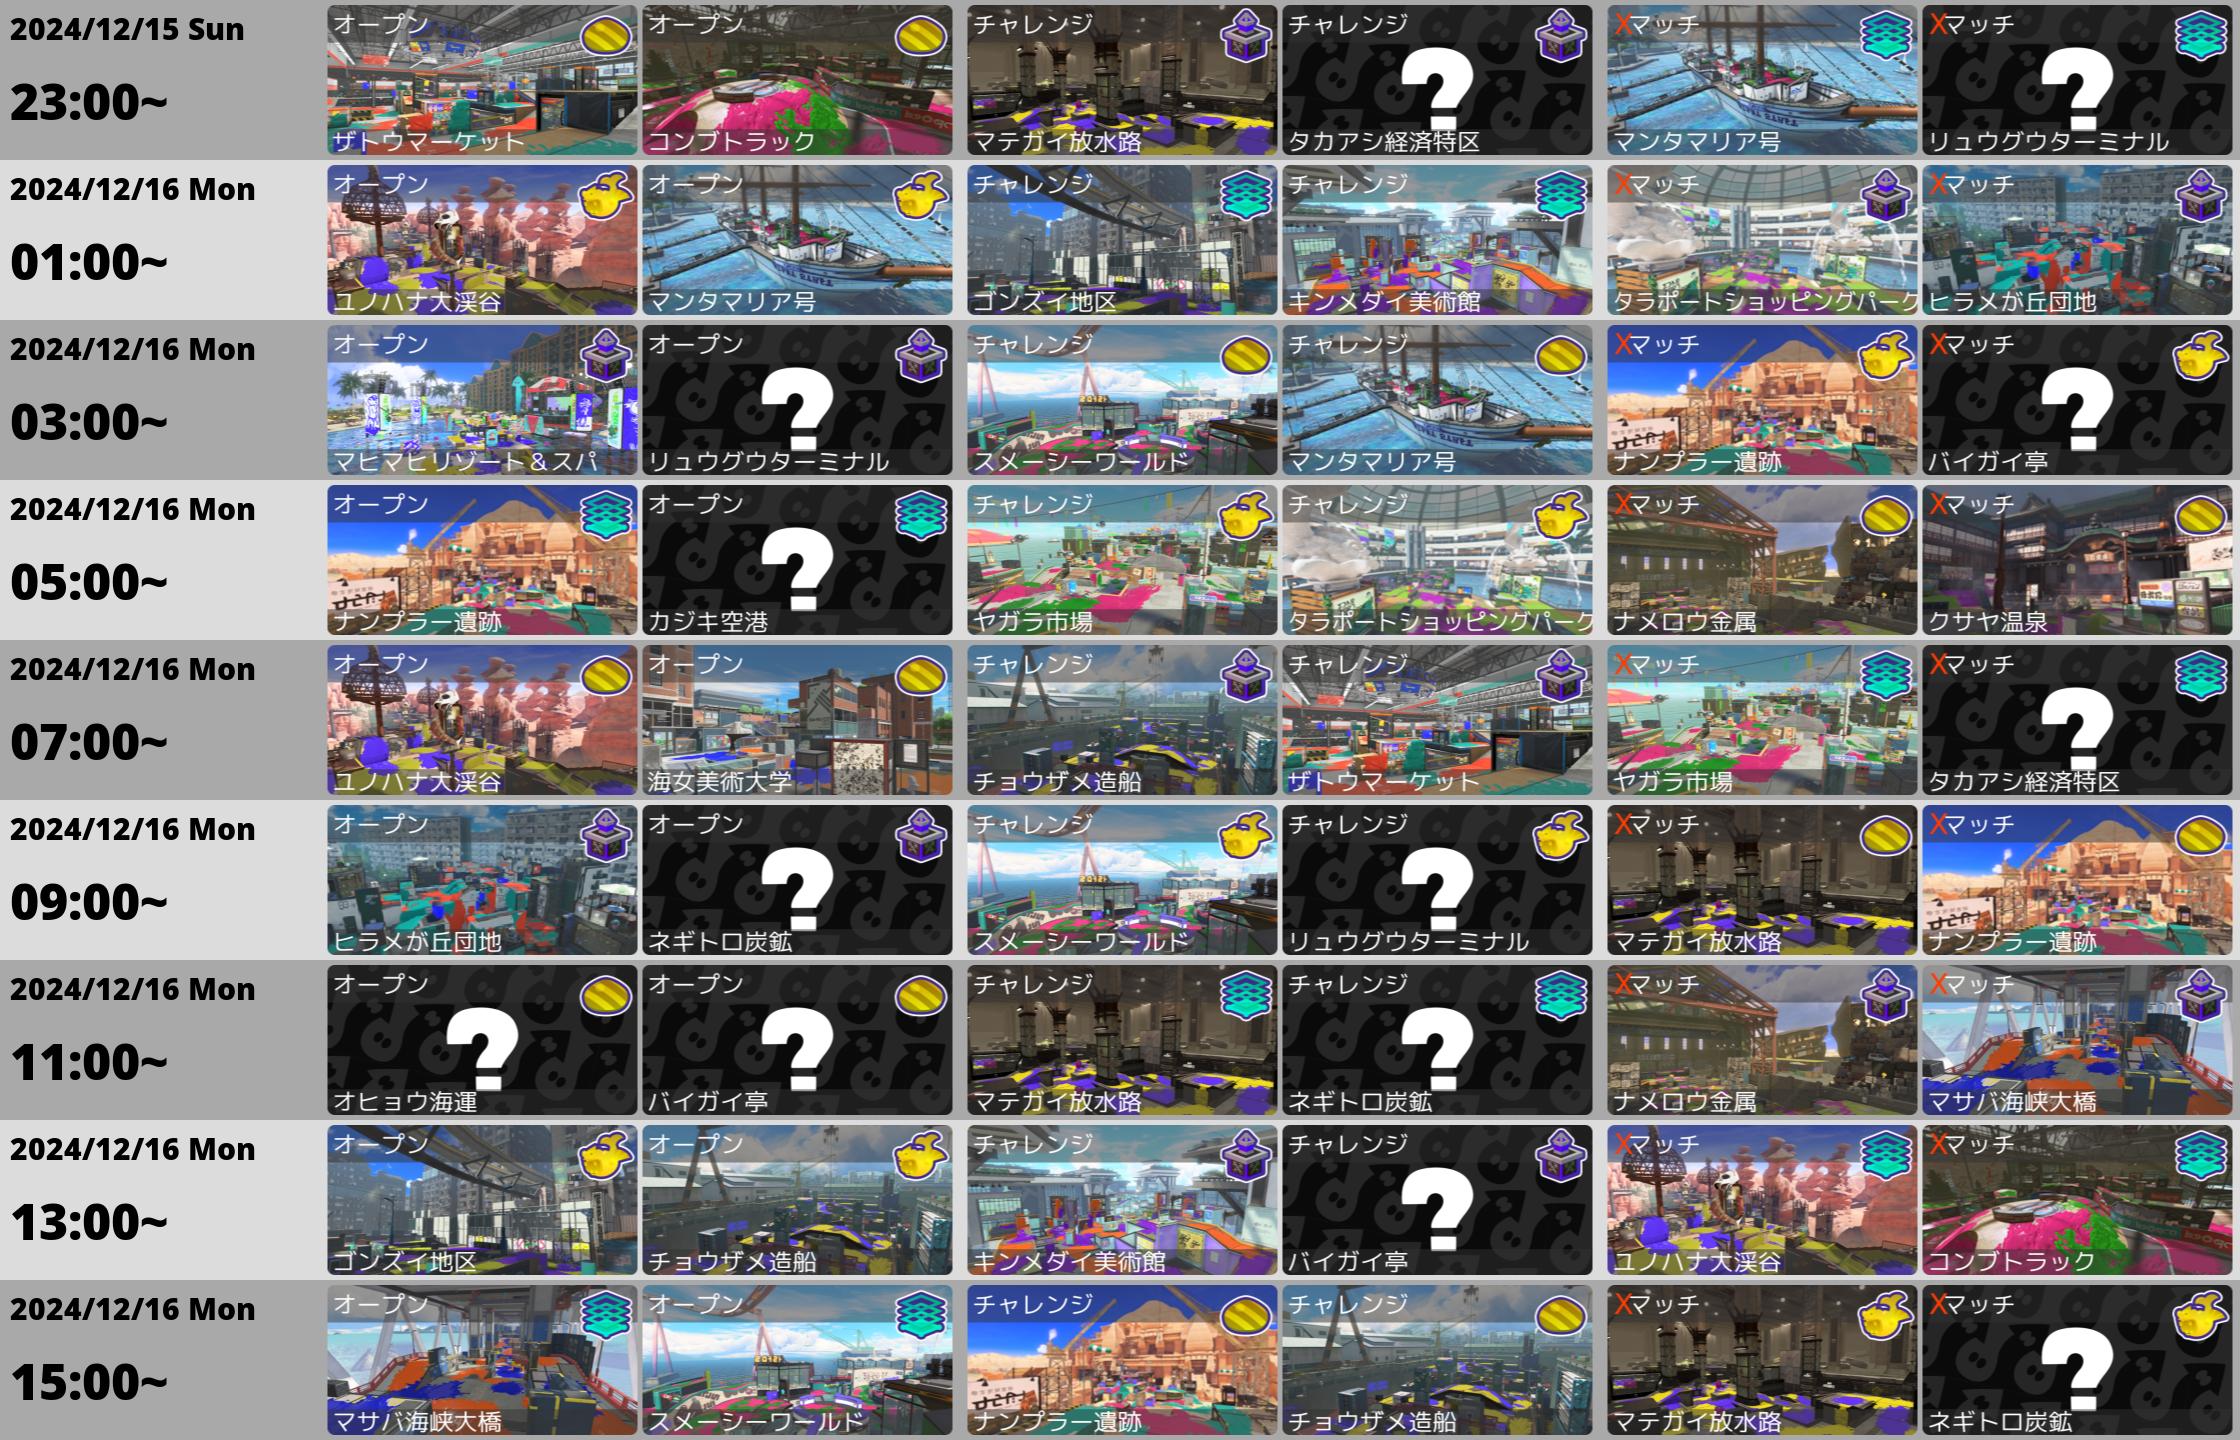 2024/12/15 Sun
23:00~
オープン
ザトウマーケット
オープン
コンブトラック
チャレンジ
マテガイ放水路
チャレンジ
タカアシ経済特区
Xマッチ
マンタマリア号
Xマッチ
リュウグウターミナル
2024/12/16 Mon
01:00~
オープン
ユノハナ大渓谷
オープン
マンタマリア号
チャレンジ
ゴンズイ地区
チャレンジ
キンメダイ美術館
Xマッチ
タラポートショッピングパーク
Xマッチ
ヒラメが丘団地
2024/12/16 Mon
03:00~
オープン
マヒマヒリゾート&スパ
オープン
リュウグウターミナル
チャレンジ
スメーシーワールド
チャレンジ
マンタマリア号
Xマッチ
ナンプラー遺跡
Xマッチ
バイガイ亭
2024/12/16 Mon
05:00~
オープン
ナンプラー遺跡
オープン
カジキ空港
チャレンジ
ヤガラ市場
チャレンジ
タラポートショッピングパーク
Xマッチ
ナメロウ金属
Xマッチ
クサヤ温泉
2024/12/16 Mon
07:00~
オープン
ユノハナ大渓谷
オープン
海女美術大学
チャレンジ
チョウザメ造船
チャレンジ
ザトウマーケット
Xマッチ
ヤガラ市場
Xマッチ
タカアシ経済特区
2024/12/16 Mon
09:00~
オープン
ヒラメが丘団地
オープン
ネギトロ炭鉱
チャレンジ
スメーシーワールド
チャレンジ
リュウグウターミナル
Xマッチ
マテガイ放水路
Xマッチ
ナンプラー遺跡
2024/12/16 Mon
11:00~
オープン
オヒョウ海運
オープン
バイガイ亭
チャレンジ
マテガイ放水路
チャレンジ
ネギトロ炭鉱
Xマッチ
ナメロウ金属
Xマッチ
マサバ海峡大橋
2024/12/16 Mon
13:00~
オープン
ゴンズイ地区
オープン
チョウザメ造船
チャレンジ
キンメダイ美術館
チャレンジ
バイガイ亭
Xマッチ
ユノハナ大渓谷
Xマッチ
コンブトラック
2024/12/16 Mon
15:00~
オープン
マサバ海峡大橋
オープン
スメーシーワールド
チャレンジ
ナンプラー遺跡
チャレンジ
チョウザメ造船
Xマッチ
マテガイ放水路
Xマッチ
ネギトロ炭鉱